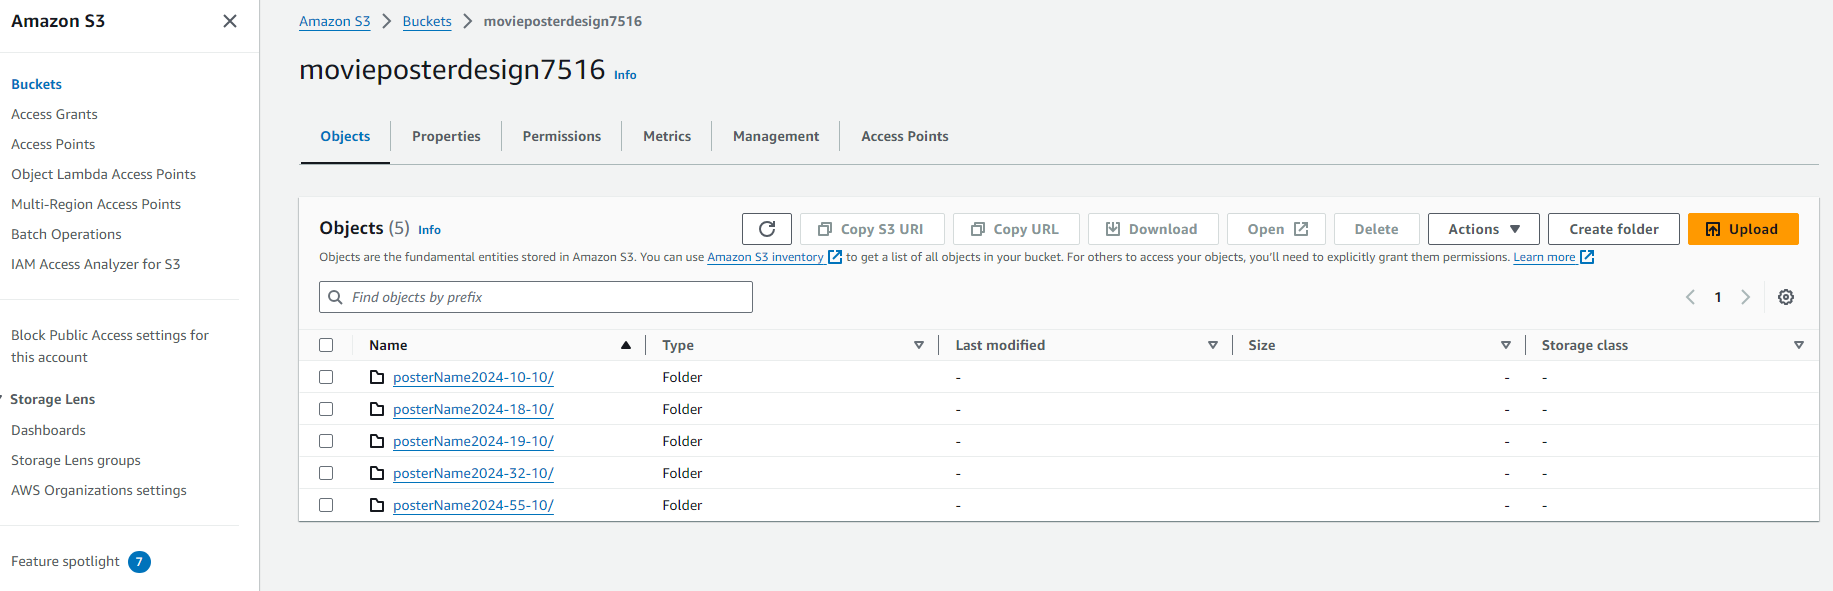 Amazon S3
Buckets
Access Grants
Access Points
Object Lambda Access Points
Multi-Region Access Points
Batch Operations
IAM Access Analyzer for S3
Block Public Access settings for
this account
Storage Lens
Dashboards
Storage Lens groups
AWS Organizations settings
Feature spotlight 7
Amazon S3 Buckets movieposterdesign7516
movieposterdesign7516 Info
Objects Properties Permissions Metrics Management Access Points
Objects (5) Info Copy S3 URI Copy URL Download Open Delete Actions Create folder Upload
Objects are the fundamental entities stored in Amazon S3. You can use Amazon S3 inventory to get a list of all objects in your bucket. For others to access your objects, you'll need to explicitly grant them permissions. Learn more
Find objects by prefix 1
Name Type Last modified Size Storage class
posterName2024-10-10/ Folder - - -
posterName2024-18-10/ Folder - - -
posterName2024-19-10/ Folder - - -
posterName2024-32-10/ Folder - - -
posterName2024-55-10/ Folder - - -